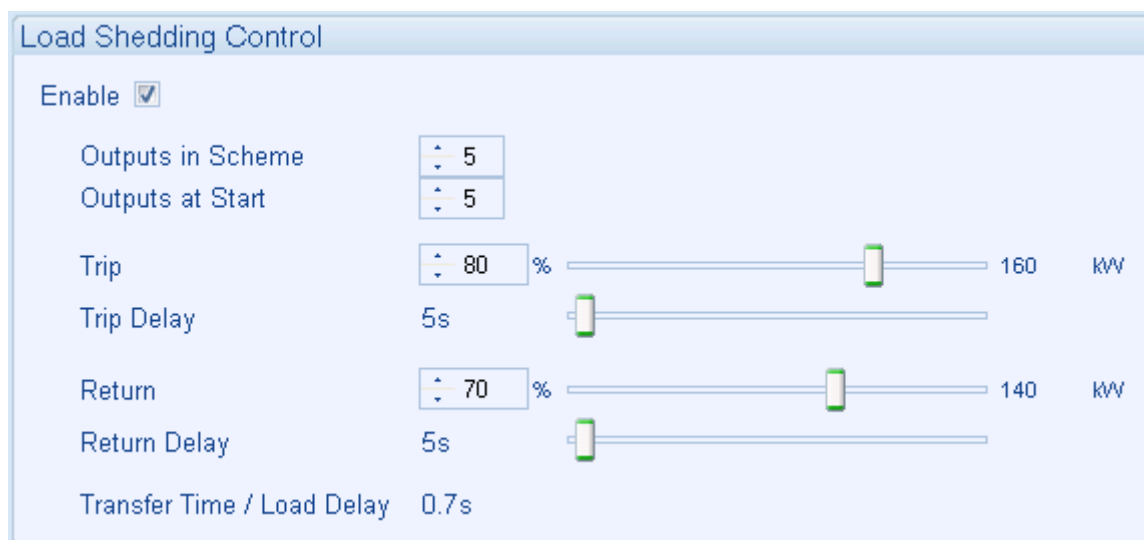 Load Shedding Control
Enable
Outputs in Scheme 5
Outputs at Start 5
Trip 80 % 160 kW
Trip Delay 5s
Return 70 % 140 kW
Return Delay 5s
Transfer Time / Load Delay 0.7s